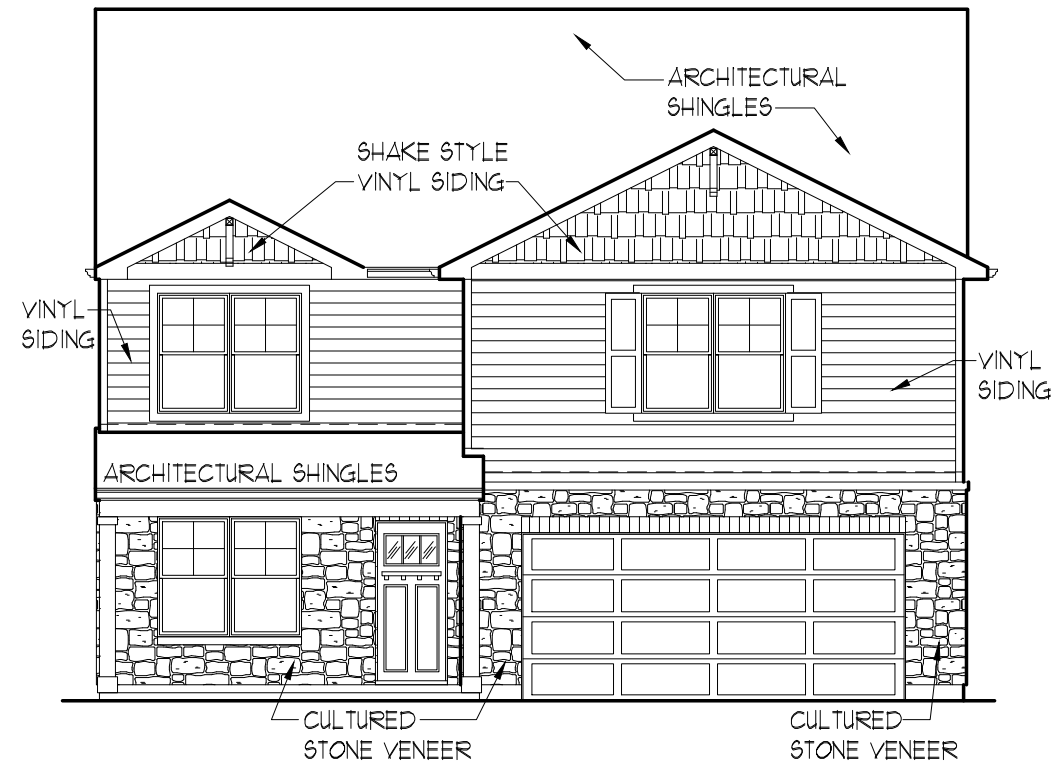 ARCHITECTURAL
SHINGLES
SHAKE STYLE
VINYL SIDING
VINYL
SIDING
VINYL
SIDING
ARCHITECTURAL SHINGLES
CULTURED
STONE VENEER
CULTURED
STONE VENEER